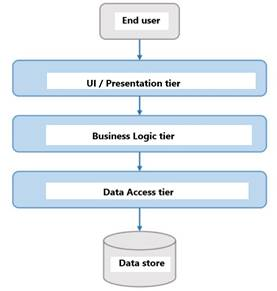 End user
UI / Presentation tier
Business Logic tier
Data Access tier
Data store